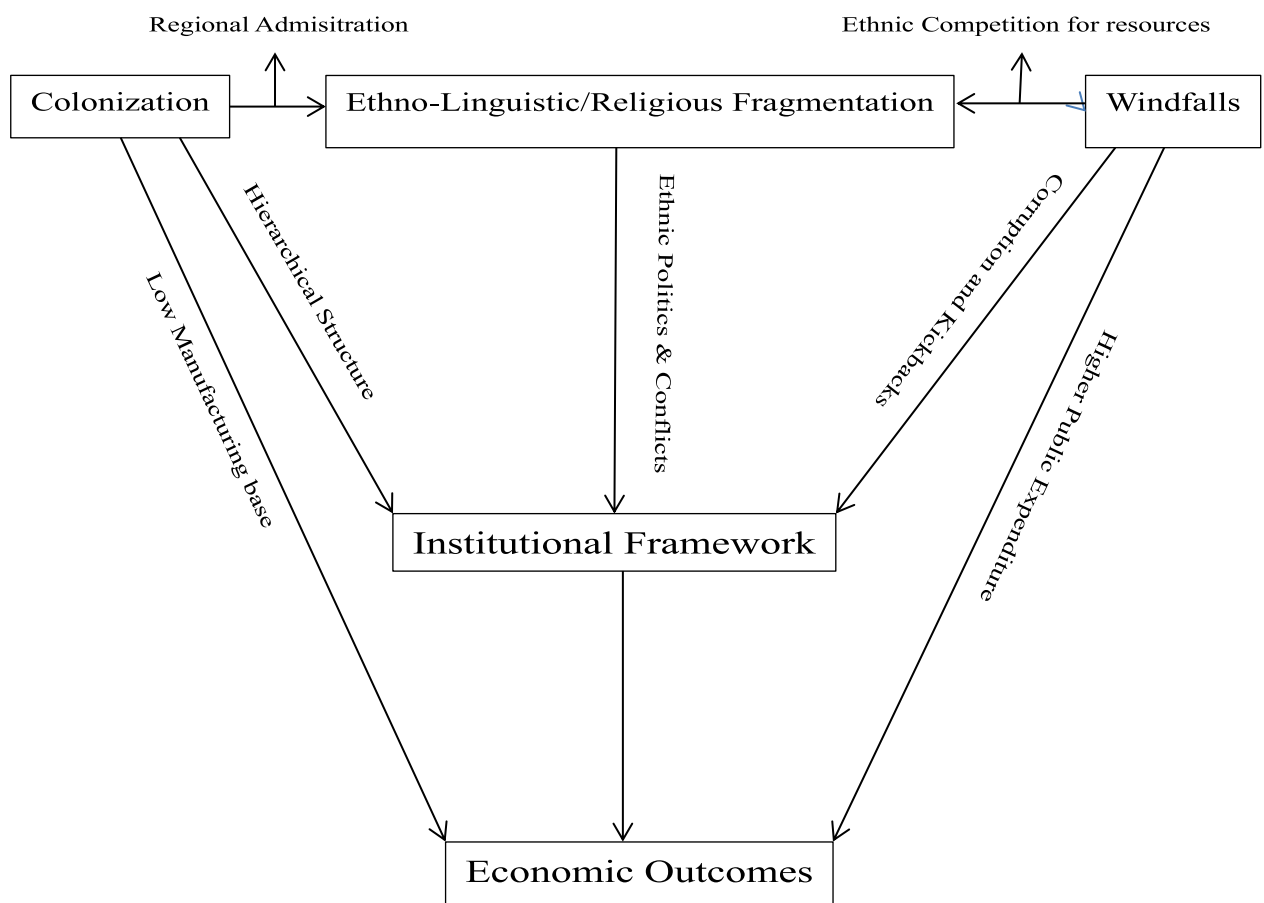 Regional Admisitration
Ethnic Competition for resources
Colonization
Ethno-Linguistic/Religious Fragmentation
Windfalls
Hierarchical Structure
Low Manufacturing base
Ethnic Politics & Conflicts
Corruption and Kickbacks
Higher Public Expenditure
Institutional Framework
Economic Outcomes